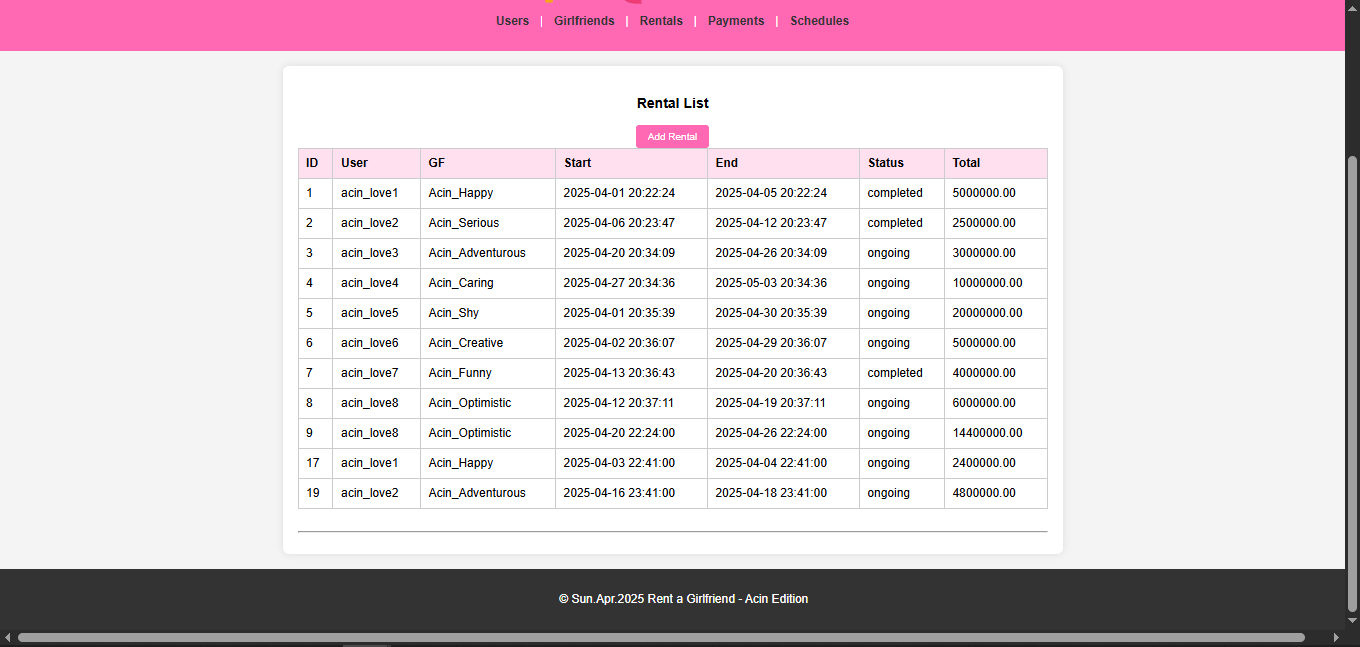 Users | Girlfriends | Rentals | Payments | Schedules
Rental List
Add Rental
ID User GF Start End Status Total
1 acin_love1 Acin_Happy 2025-04-01 20:22:24 2025-04-05 20:22:24 completed 5000000.00
2 acin_love2 Acin_Serious 2025-04-06 20:23:47 2025-04-12 20:23:47 completed 2500000.00
3 acin_love3 Acin_Adventurous 2025-04-20 20:34:09 2025-04-26 20:34:09 ongoing 3000000.00
4 acin_love4 Acin_Caring 2025-04-27 20:34:36 2025-05-03 20:34:36 ongoing 10000000.00
5 acin_love5 Acin_Shy 2025-04-01 20:35:39 2025-04-30 20:35:39 ongoing 20000000.00
6 acin_love6 Acin_Creative 2025-04-02 20:36:07 2025-04-29 20:36:07 ongoing 5000000.00
7 acin_love7 Acin_Funny 2025-04-13 20:36:43 2025-04-20 20:36:43 completed 4000000.00
8 acin_love8 Acin_Optimistic 2025-04-12 20:37:11 2025-04-19 20:37:11 ongoing 6000000.00
9 acin_love8 Acin_Optimistic 2025-04-20 22:24:00 2025-04-26 22:24:00 ongoing 14400000.00
17 acin_love1 Acin_Happy 2025-04-03 22:41:00 2025-04-04 22:41:00 ongoing 2400000.00
19 acin_love2 Acin_Adventurous 2025-04-16 23:41:00 2025-04-18 23:41:00 ongoing 4800000.00
© Sun.Apr.2025 Rent a Girlfriend - Acin Edition